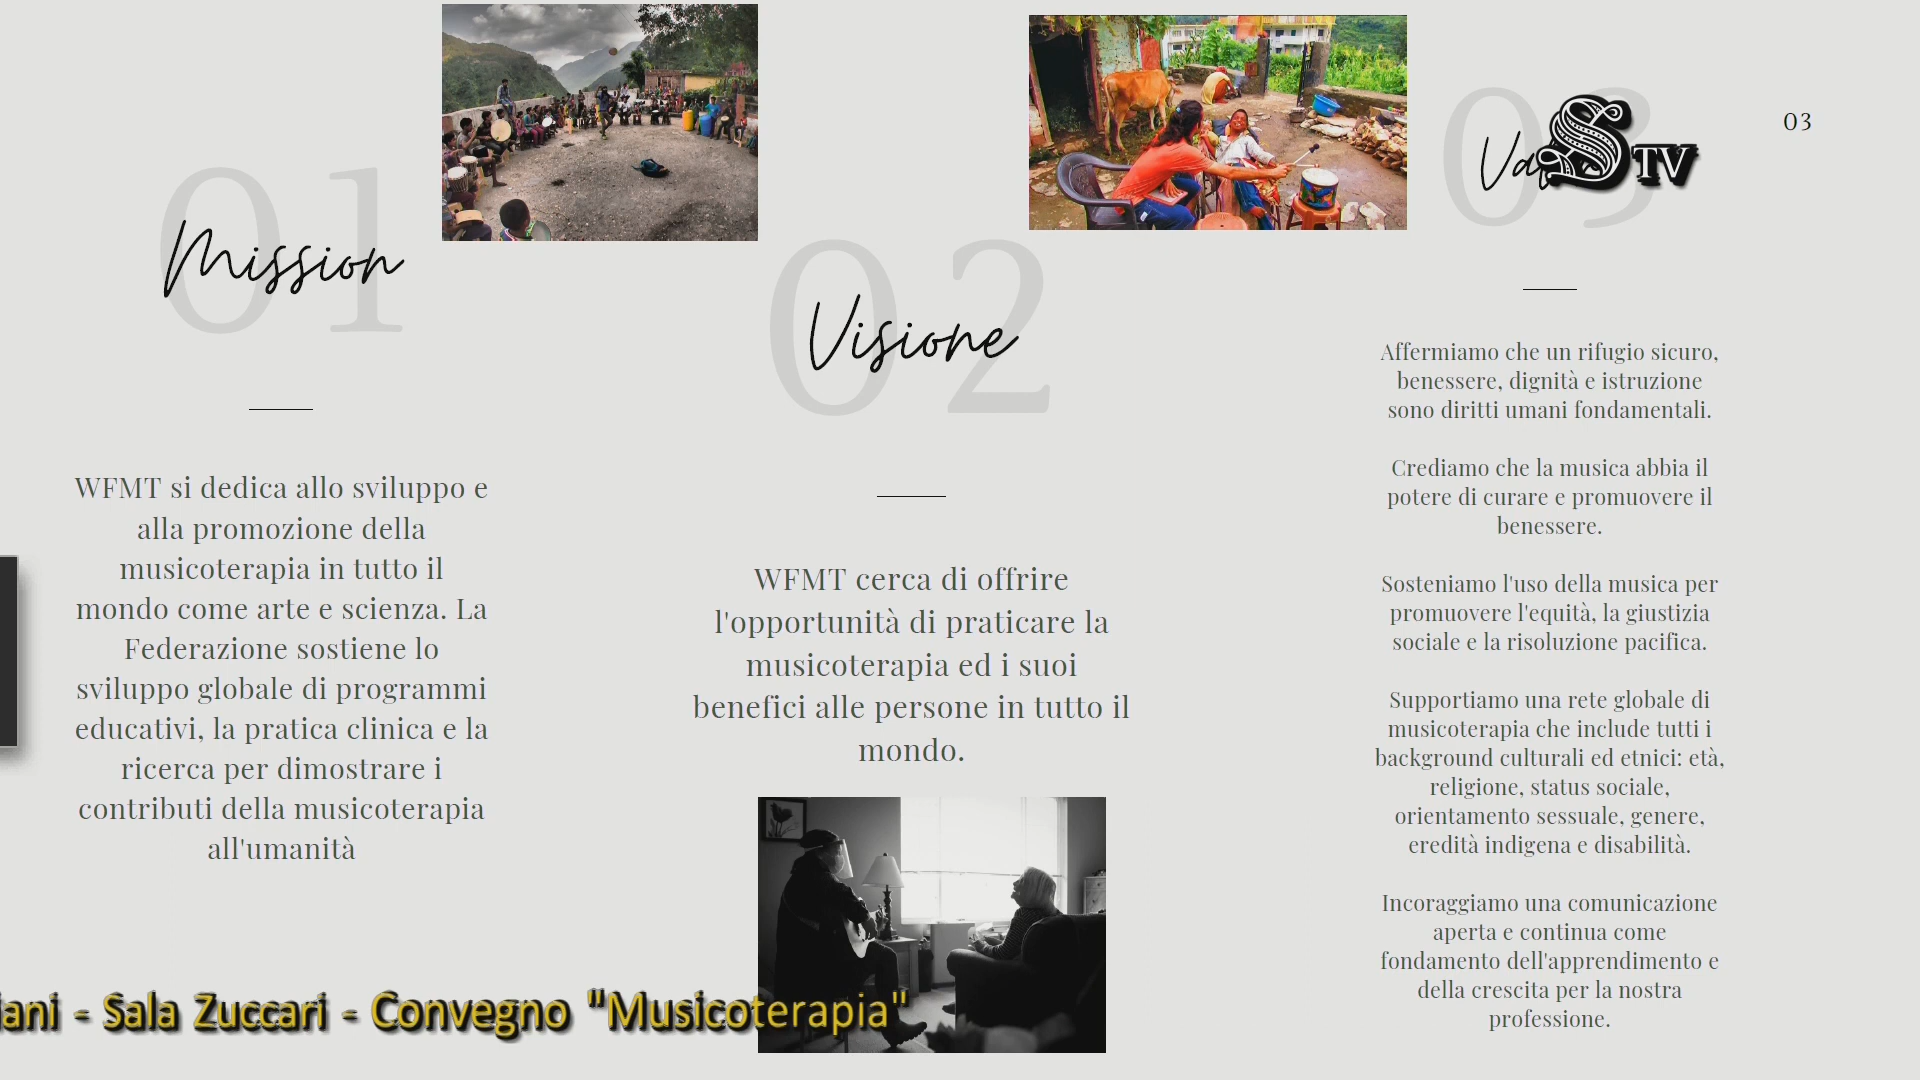 01
Mission
WFMT si dedica allo sviluppo e
alla promozione della
musicoterapia in tutto il
mondo come arte e scienza. La
Federazione sostiene lo
sviluppo globale di programmi
educativi, la pratica clinica e la
ricerca per dimostrare i
contributi della musicoterapia
all'umanità
02
Visione
WFMT cerca di offrire
l'opportunità di praticare la
musicoterapia ed i suoi
benefici alle persone in tutto il
mondo.
03
S TV
03
Affermiamo che un rifugio sicuro,
benessere, dignità e istruzione
sono diritti umani fondamentali.
Crediamo che la musica abbia il
potere di curare e promuovere il
benessere.
Sosteniamo l'uso della musica per
promuovere l'equità, la giustizia
sociale e la risoluzione pacifica.
Supportiamo una rete globale di
musicoterapia che include tutti i
background culturali ed etnici: età,
religione, status sociale,
orientamento sessuale, genere,
eredità indigena e disabilità.
Incoraggiamo una comunicazione
aperta e continua come
fondamento dell'apprendimento e
della crescita per la nostra
professione.
iani - Sala Zuccari - Convegno "Musicoterapia"